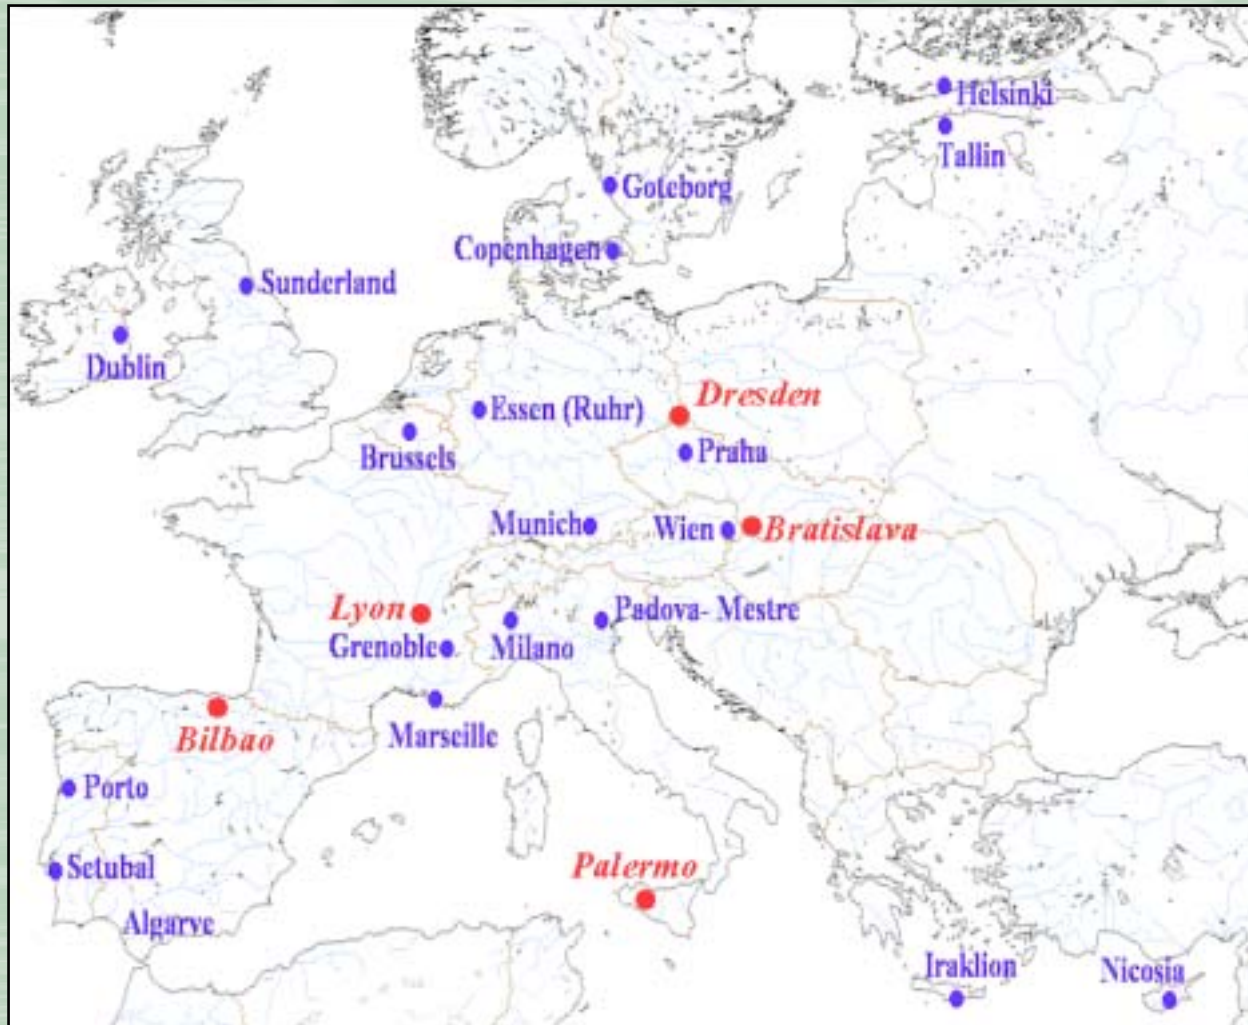 Helsinki
Tallin
Goteborg
Copenhagen
Sunderland
Dublin
Dresden
Essen (Ruhr)
Praha
Brussels
Munich
Wien
Bratislava
Lyon
Padova- Mestre
Grenoble
Milano
Marseille
Bilbao
Porto
Setubal
Palermo
Algarve
Iraklion
Nicosia